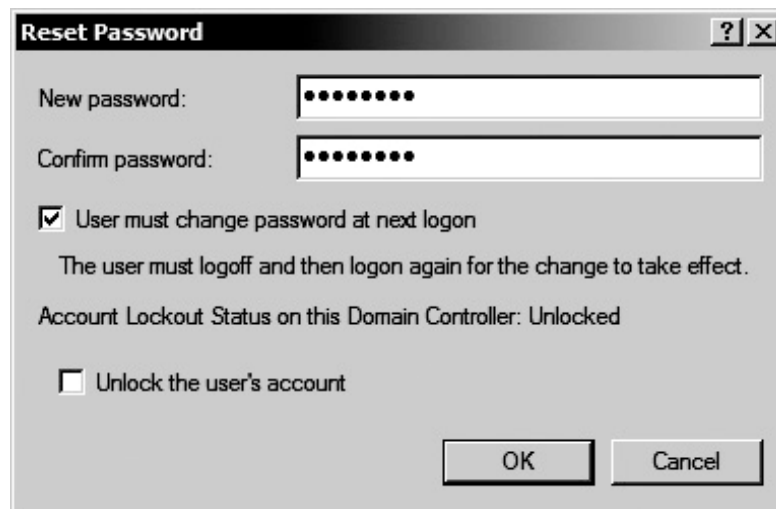 Reset Password
New password:
Confirm password:
User must change password at next logon
The user must logoff and then logon again for the change to take effect.
Account Lockout Status on this Domain Controller: Unlocked
Unlock the user's account
OK Cancel